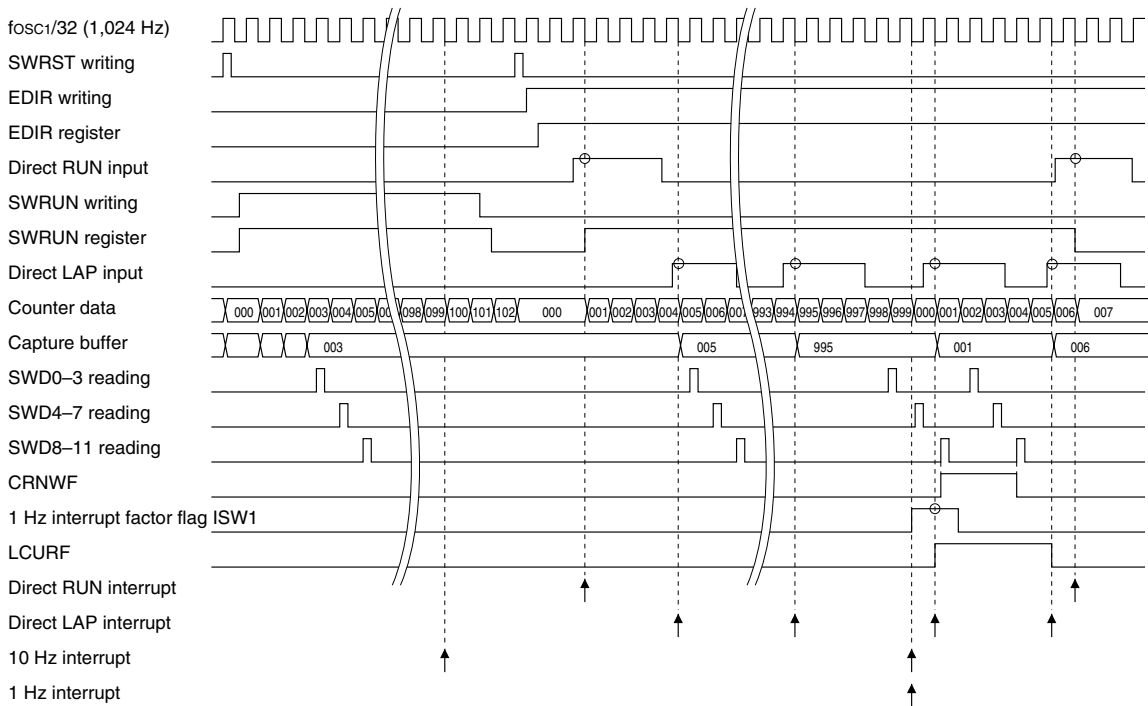 fOSC1/32 (1,024 Hz)
SWRST writing
EDIR writing
EDIR register
Direct RUN input
SWRUN writing
SWRUN register
Direct LAP input
Counter data 000 001 002 003 004 005 00 098 099 100 101 102 000 001 002 003 004 005 006 007 993 994 995 996 997 998 999 000 001 002 003 004 005 006 007
Capture buffer 003 005 995 001 006
SWD0–3 reading
SWD4–7 reading
SWD8–11 reading
CRNWF
1 Hz interrupt factor flag ISW1
LCURF
Direct RUN interrupt
Direct LAP interrupt
10 Hz interrupt
1 Hz interrupt